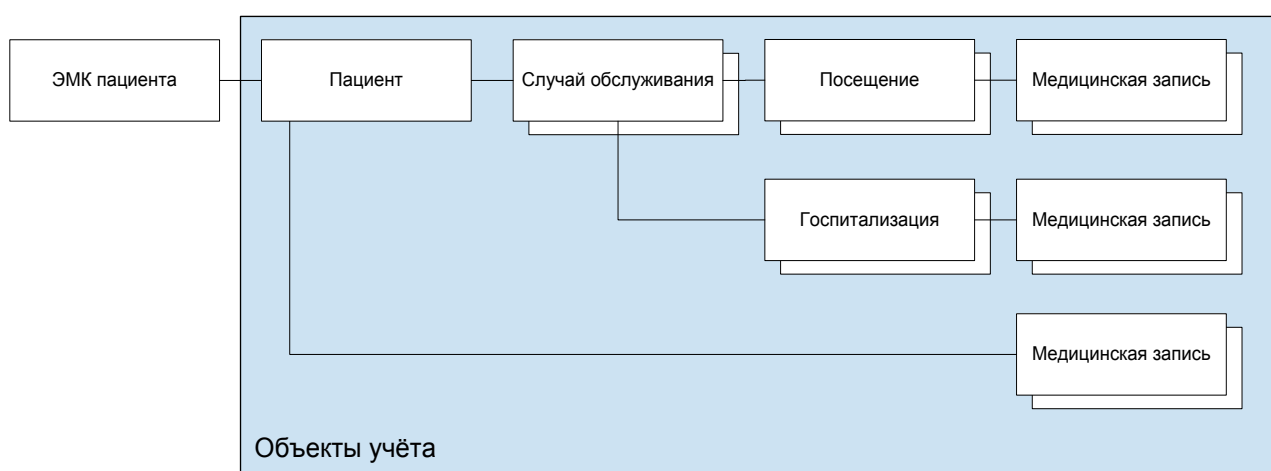 ЭМК пациента
Пациент
Случай обслуживания
Посещение
Медицинская запись
Госпитализация
Медицинская запись
Медицинская запись
Объекты учёта